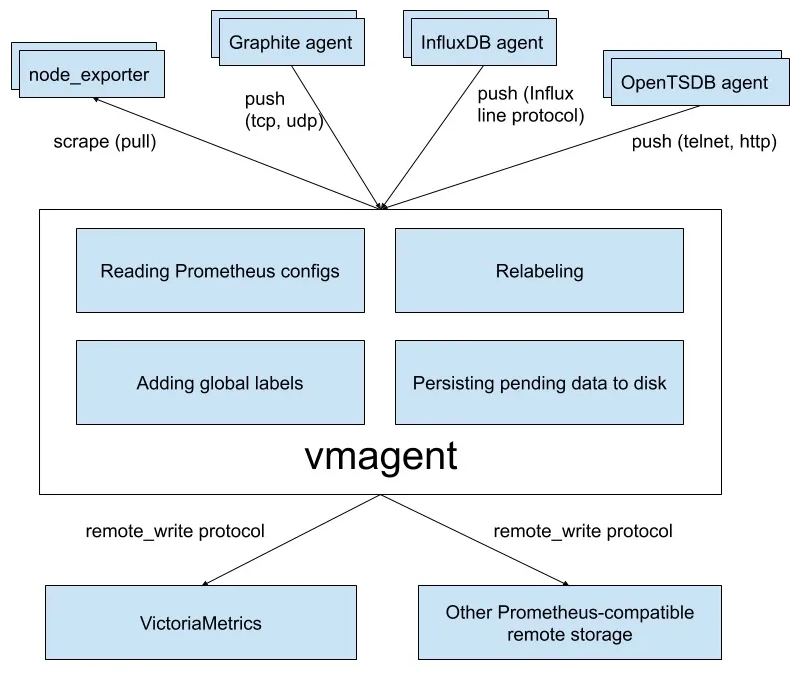 node_exporter
Graphite agent
InfluxDB agent
OpenTSDB agent
scrape (pull)
push
(tcp, udp)
push (Influx
line protocol)
push (telnet, http)
Reading Prometheus configs
Relabeling
Adding global labels
Persisting pending data to disk
vmagent
remote_write protocol
remote_write protocol
VictoriaMetrics
Other Prometheus-compatible
remote storage